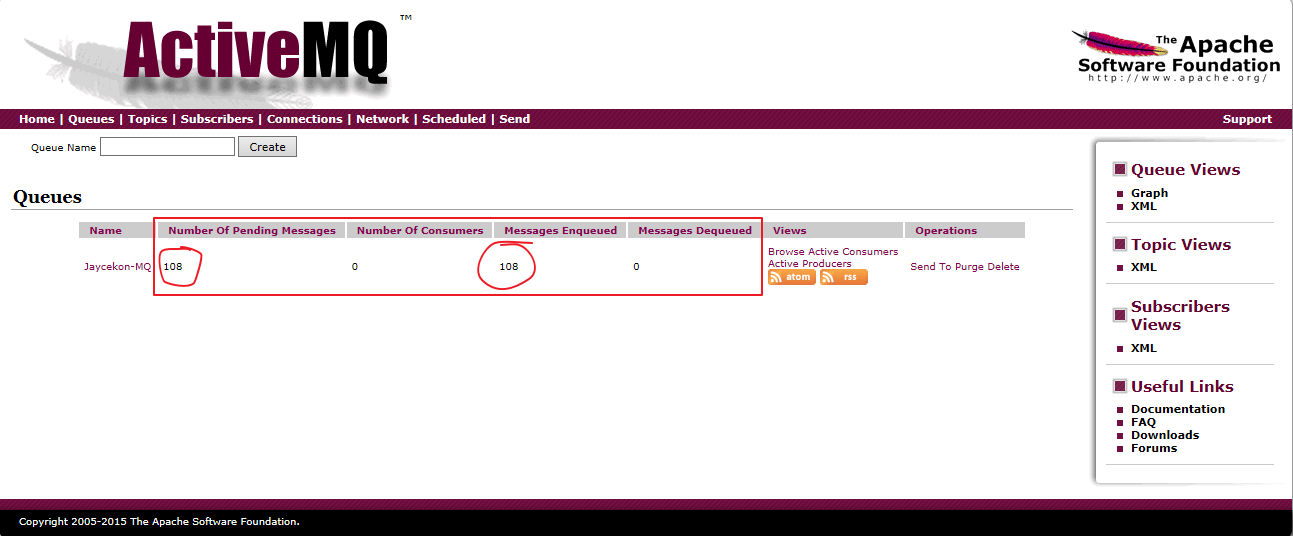 ActiveMQ ™
The Apache
Software Foundation
http://www.apache.org/
Home | Queues | Topics | Subscribers | Connections | Network | Scheduled | Send
Support
Queue Name Create
Queues
Name Number Of Pending Messages Number Of Consumers Messages Enqueued Messages Dequeued Views Operations
Jaycekon-MQ 108 0 108 0 Browse Active Consumers
Active Producers
atom rss
Send To Purge Delete
Queue Views
Graph
XML
Topic Views
XML
Subscribers
Views
XML
Useful Links
Documentation
FAQ
Downloads
Forums
Copyright 2005-2015 The Apache Software Foundation.